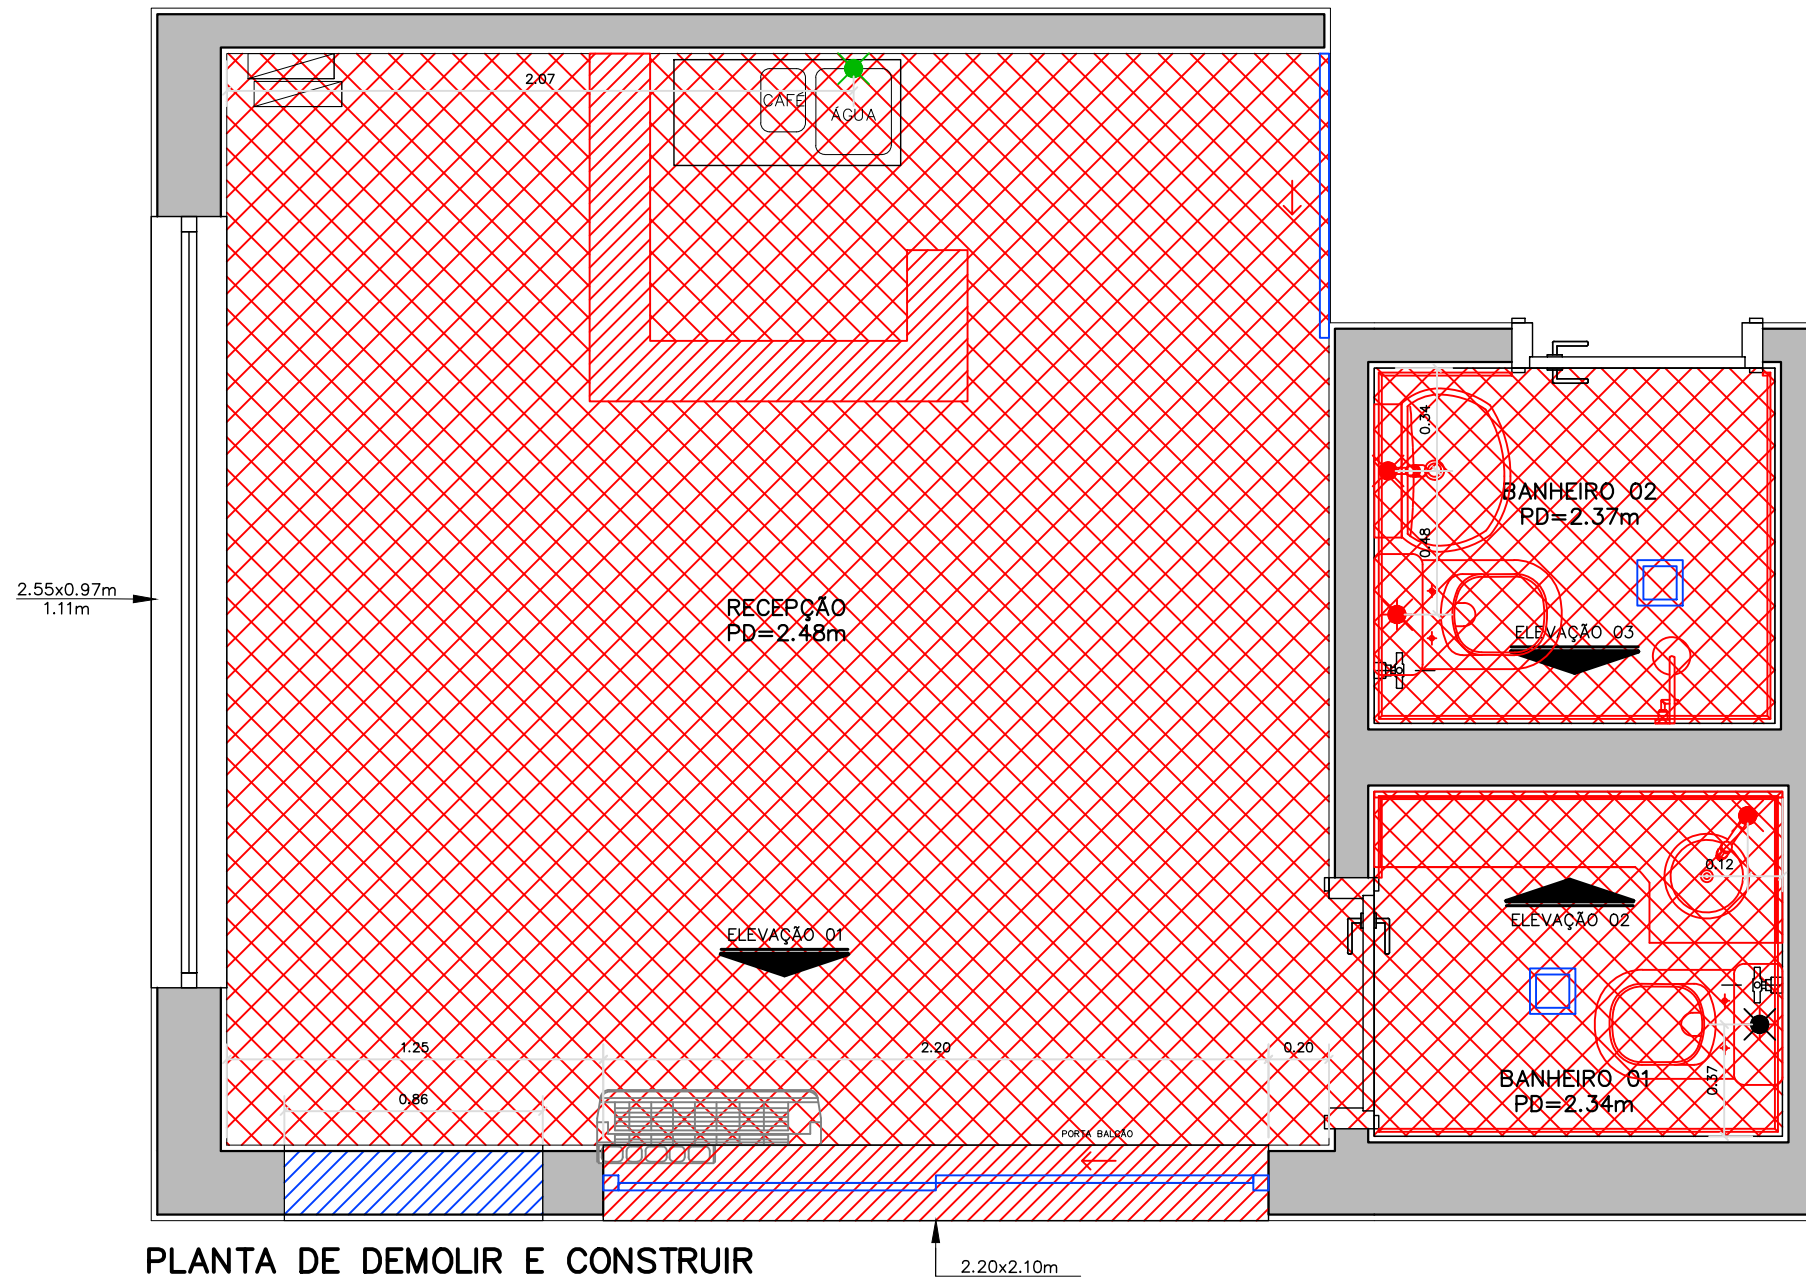 2.07
CAFÉ
ÁGUA
0.34
BANHEIRO 02
PD=2.37m
0.48
2.55x0.97m
1.11m
RECEPÇÃO
PD=2.48m
ELEVAÇÃO 03
0.12
ELEVAÇÃO 02
ELEVAÇÃO 01
1.25
2.20
0.20
0.86
BANHEIRO 01
PD=2.34m
0.37
PORTA BALCÃO
PLANTA DE DEMOLIR E CONSTRUIR
2.20x2.10m